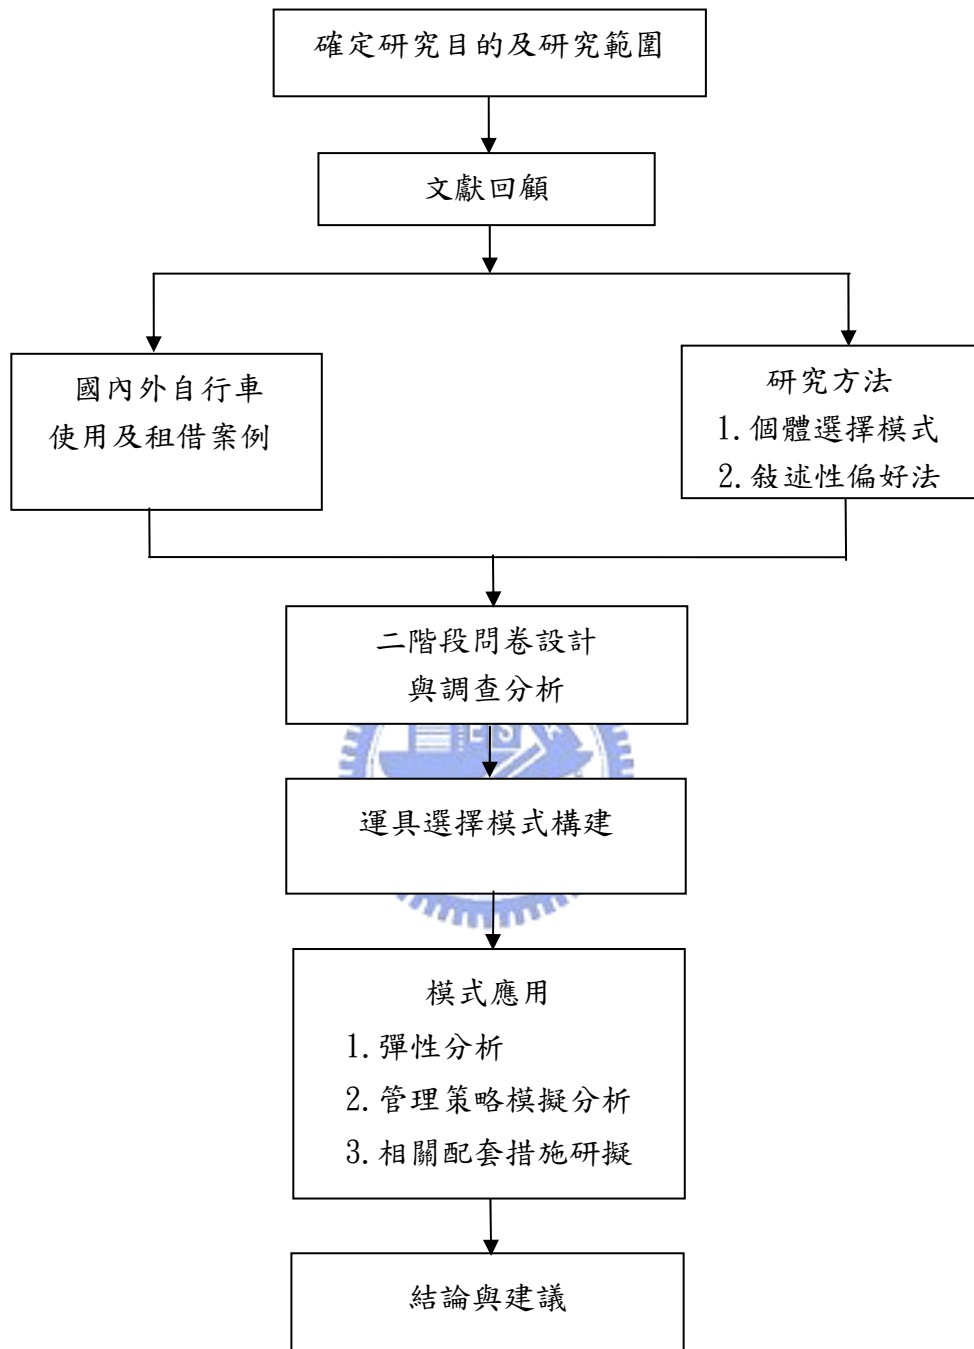 確定研究目的及研究範圍
文獻回顧
國內外自行車
使用及租借案例
研究方法
1.個體選擇模式
2.敍述性偏好法
二階段問卷設計
與調查分析
運具選擇模式構建
模式應用
1.彈性分析
2.管理策略模擬分析
3.相關配套措施研擬
結論與建議